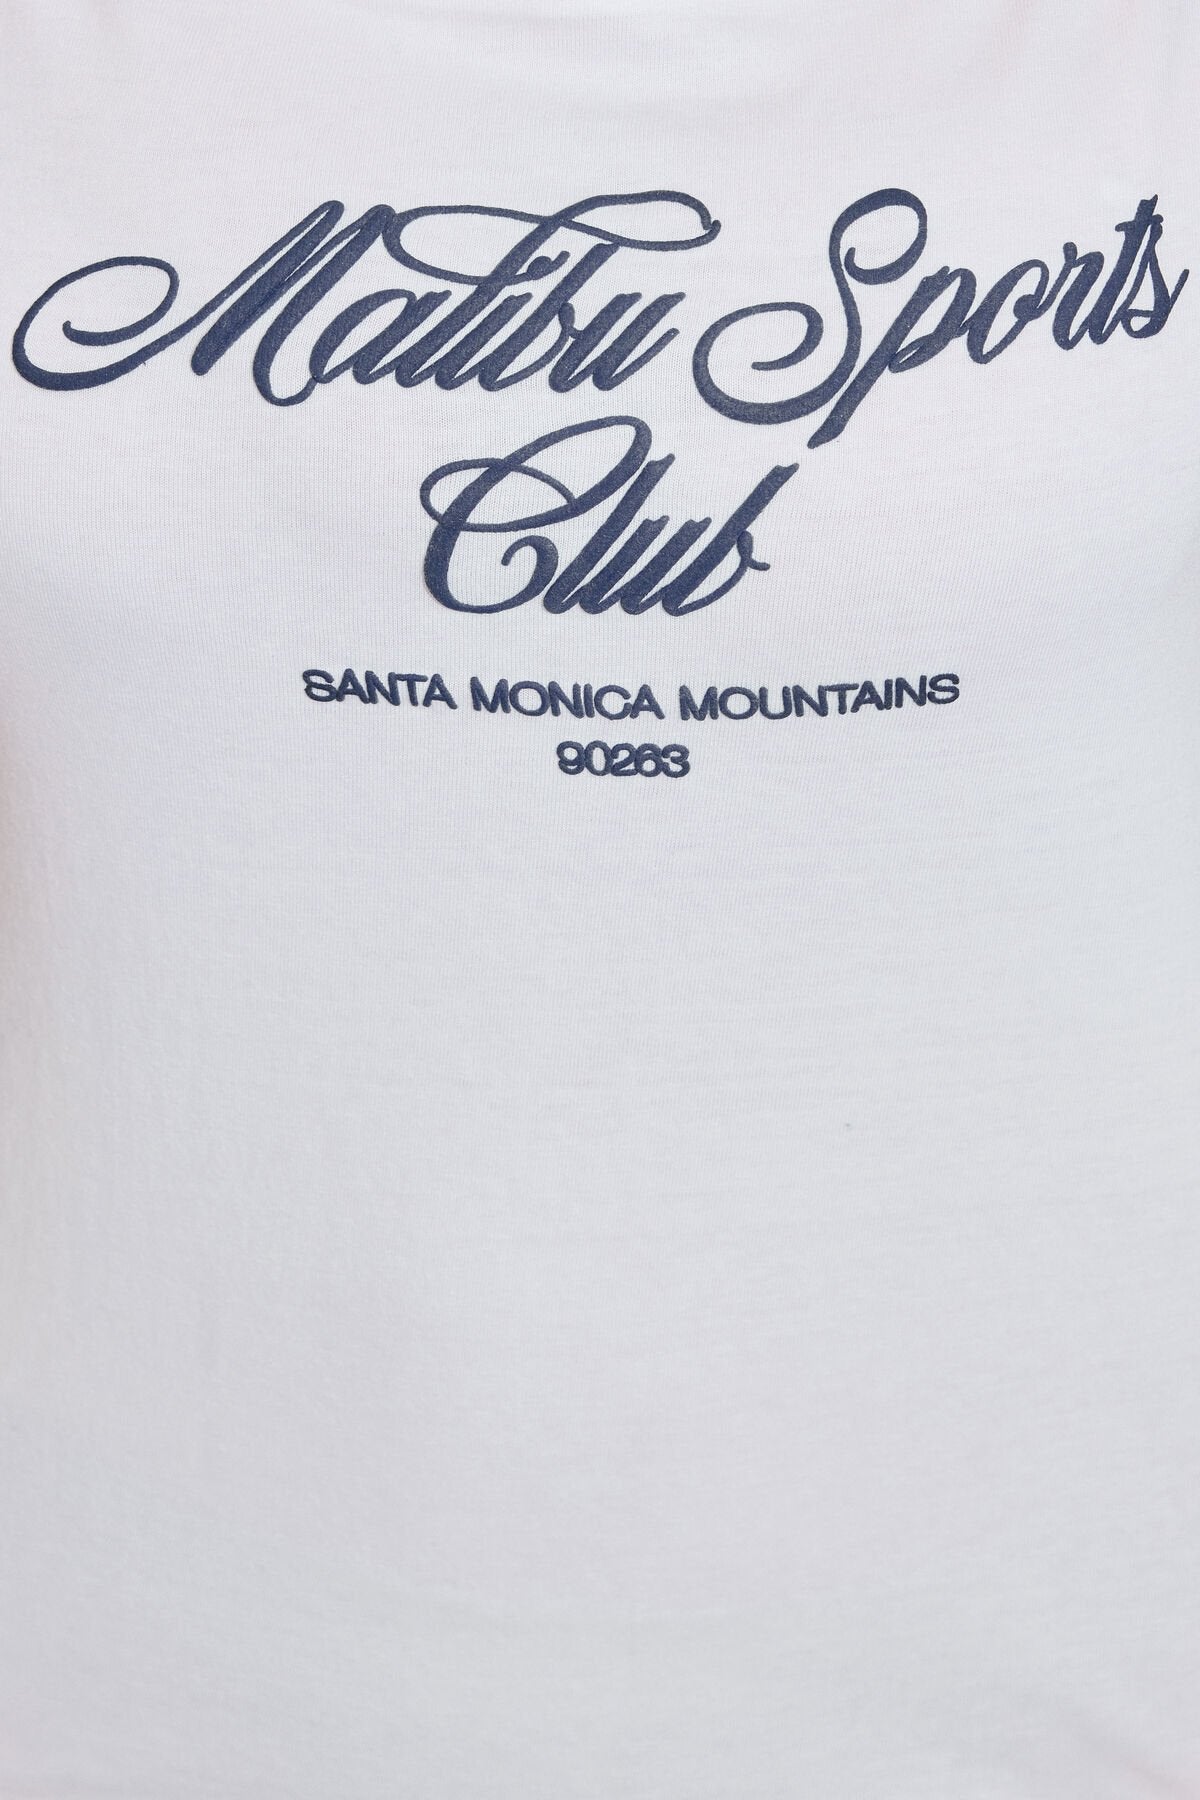 Malibu Sports
Club
SANTA MONICA MOUNTAINS
90263